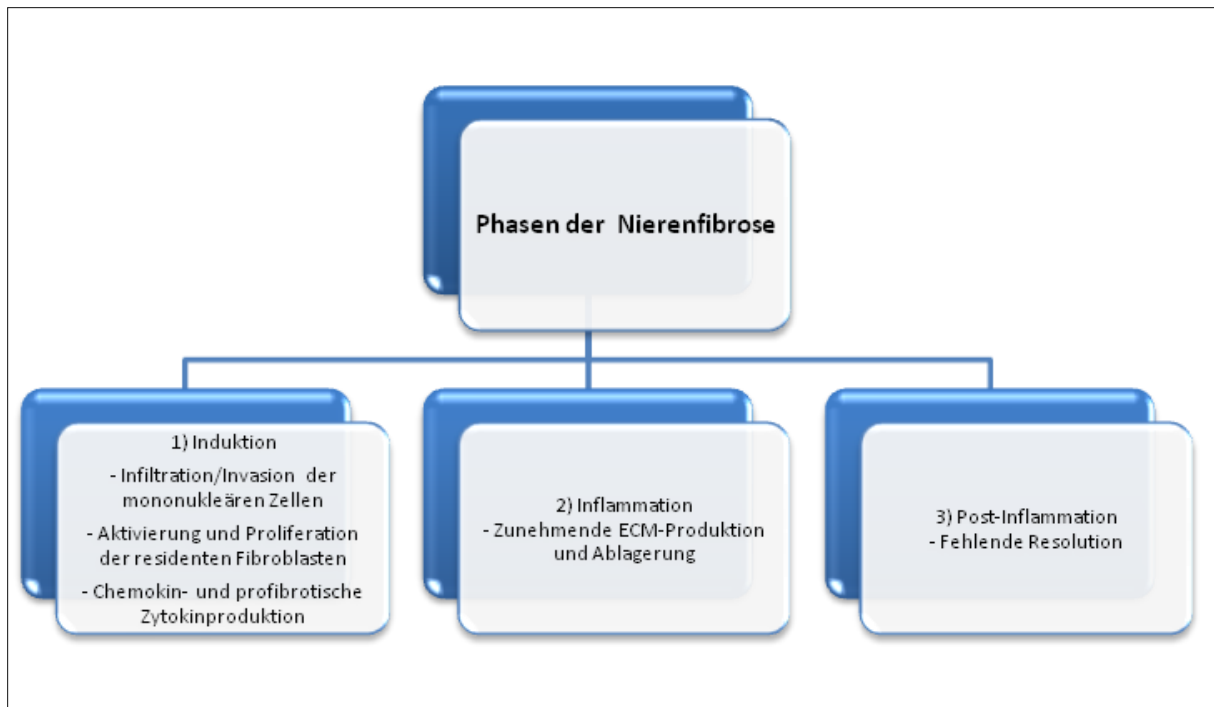 Phasen der Nierenfibrose
1) Induktion
- Infiltration/Invasion der
mononukleären Zellen
- Aktivierung und Proliferation
der residenten Fibroblasten
- Chemokin- und profibrotische
Zytokinproduktion
2) Inflammation
- Zunehmende ECM-Produktion
und Ablagerung
3) Post-Inflammation
- Fehlende Resolution